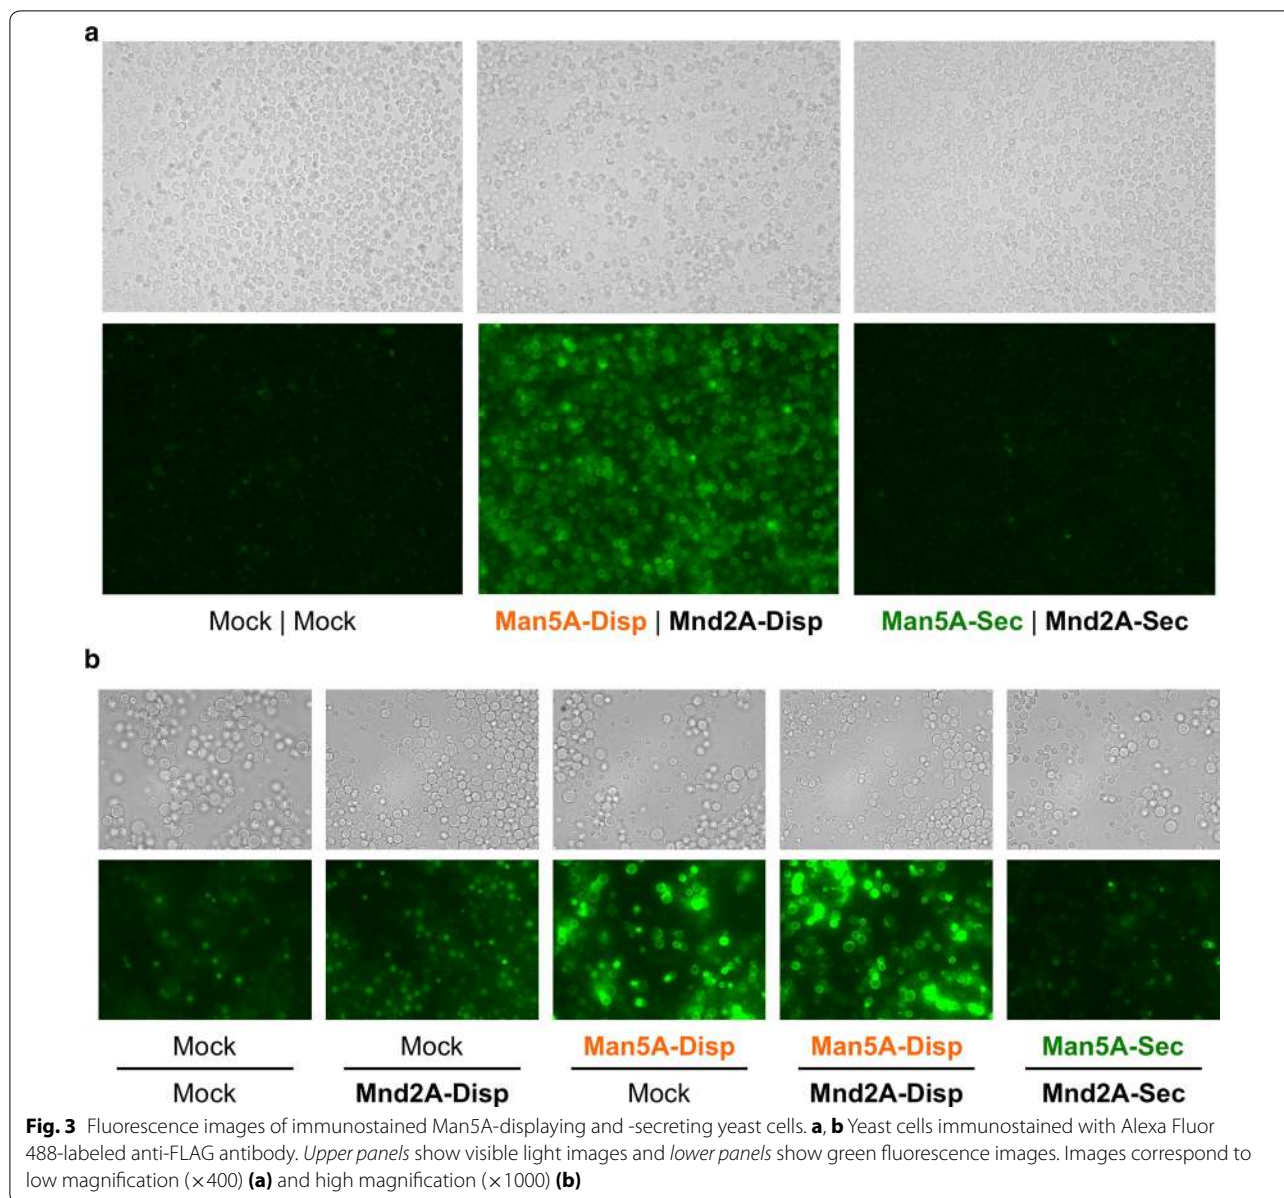 a
Mock | Mock
Man5A-Disp | Mnd2A-Disp
Man5A-Sec | Mnd2A-Sec
b
Mock
Mock
Mock
Mnd2A-Disp
Man5A-Disp
Mock
Man5A-Disp
Mnd2A-Disp
Man5A-Sec
Mnd2A-Sec
Fig. 3 Fluorescence images of immunostained Man5A-displaying and -secreting yeast cells. a, b Yeast cells immunostained with Alexa Fluor
488-labeled anti-FLAG antibody. Upper panels show visible light images and lower panels show green fluorescence images. Images correspond to
low magnification (×400) (a) and high magnification (×1000) (b)